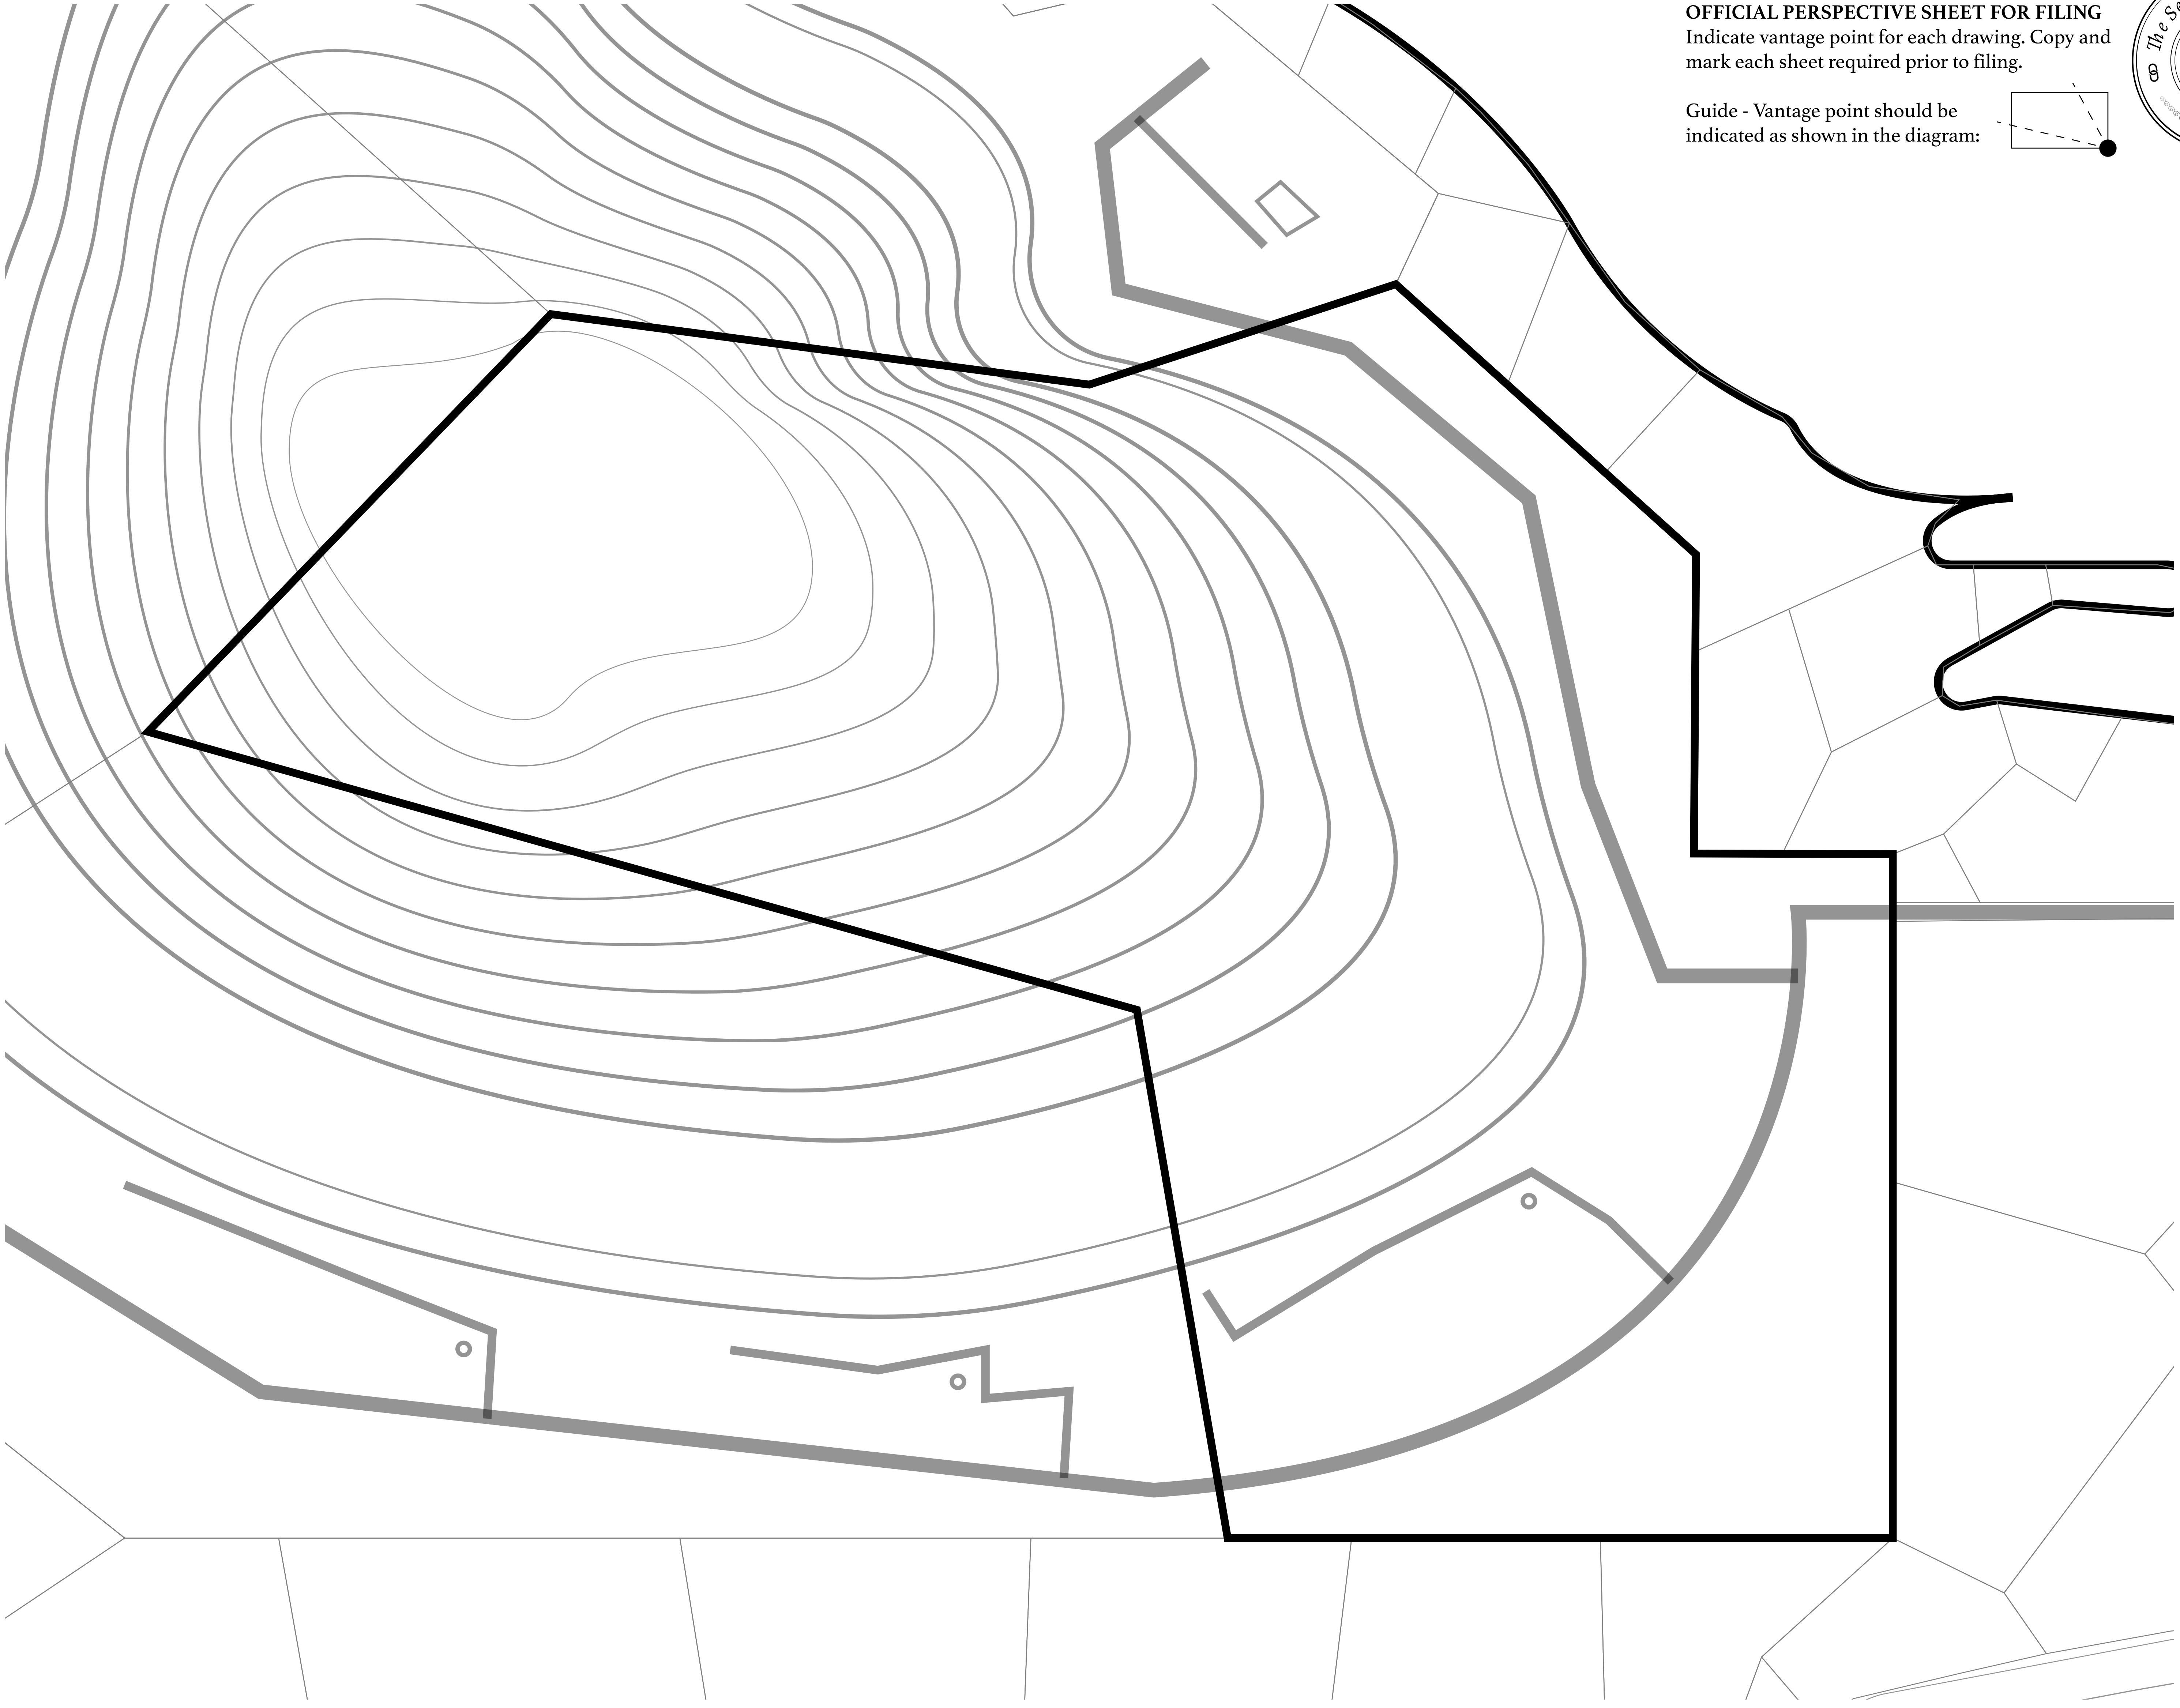 OFFICIAL PERSPECTIVE SHEET FOR FILING
Indicate vantage point for each drawing. Copy and
mark each sheet required prior to filing.
Guide - Vantage point should be
indicated as shown in the diagram:
The